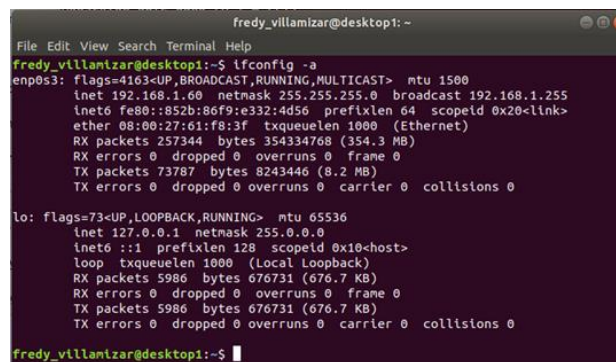 fredy_villamizar@desktop1: ~
File Edit View Search Terminal Help
fredy_villamizar@desktop1:~$ ifconfig -a
enp0s3: flags=4163<UP,BROADCAST,RUNNING,MULTICAST> mtu 1500
inet 192.168.1.60 netmask 255.255.255.0 broadcast 192.168.1.255
inet6 fe80::852b:86f9:e332:4d56 prefixlen 64 scopeid 0x20<link>
ether 08:00:27:61:f8:3f txqueuelen 1000 (Ethernet)
RX packets 257344 bytes 354334768 (354.3 MB)
RX errors 0 dropped 0 overruns 0 frame 0
TX packets 73787 bytes 8243446 (8.2 MB)
TX errors 0 dropped 0 overruns 0 carrier 0 collisions 0
lo: flags=73<UP,LOOPBACK,RUNNING> mtu 65536
inet 127.0.0.1 netmask 255.0.0.0
inet6 ::1 prefixlen 128 scopeid 0x10<host>
loop txqueuelen 1000 (Local Loopback)
RX packets 5986 bytes 676731 (676.7 KB)
RX errors 0 dropped 0 overruns 0 frame 0
TX packets 5986 bytes 676731 (676.7 KB)
TX errors 0 dropped 0 overruns 0 carrier 0 collisions 0
fredy_villamizar@desktop1:~$